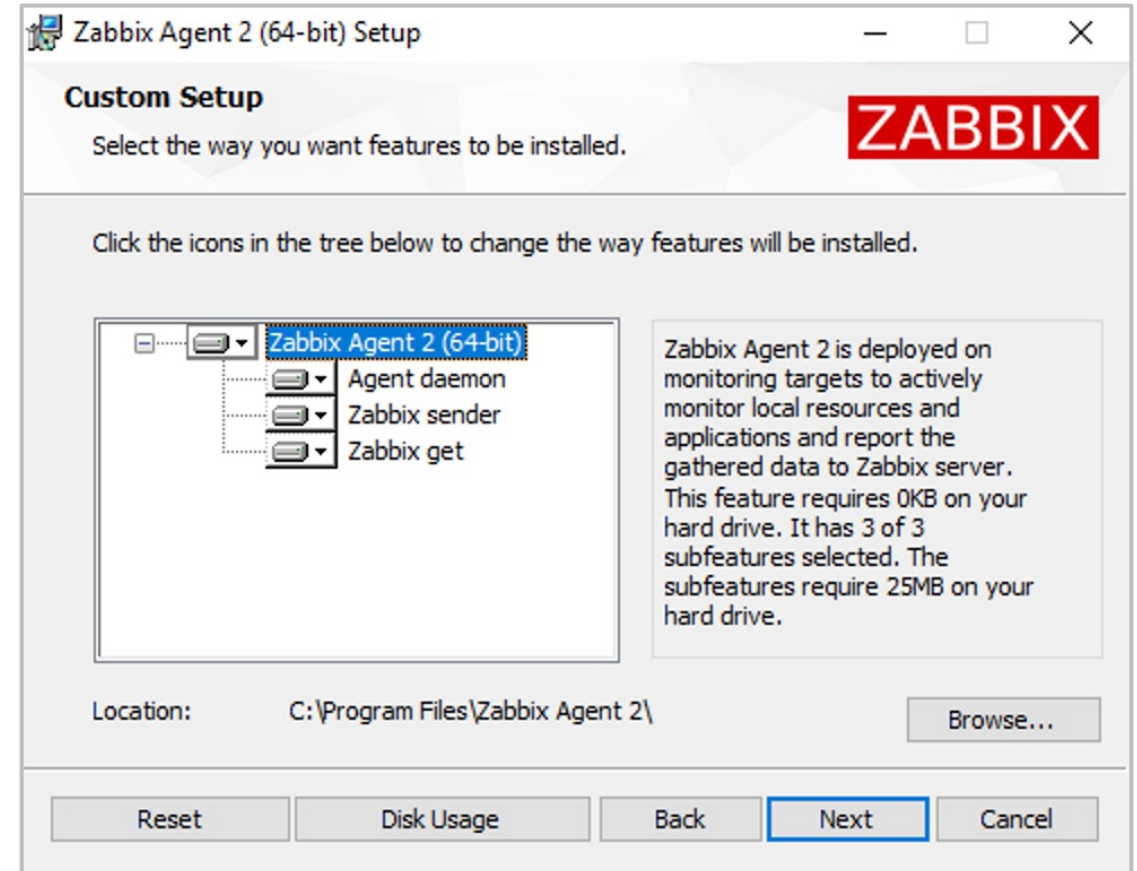 Zabbix Agent 2 (64-bit) Setup
Custom Setup
ZABBIX
Select the way you want features to be installed.
Click the icons in the tree below to change the way features will be installed.
Zabbix Agent 2 (64-bit)
Agent daemon
Zabbix sender
Zabbix get
Zabbix Agent 2 is deployed on
monitoring targets to actively
monitor local resources and
applications and report the
gathered data to Zabbix server.
This feature requires 0KB on your
hard drive. It has 3 of 3
subfeatures selected. The
subfeatures require 25MB on your
hard drive.
Location: C:\Program Files\Zabbix Agent 2\
Browse...
Reset Disk Usage Back Next Cancel